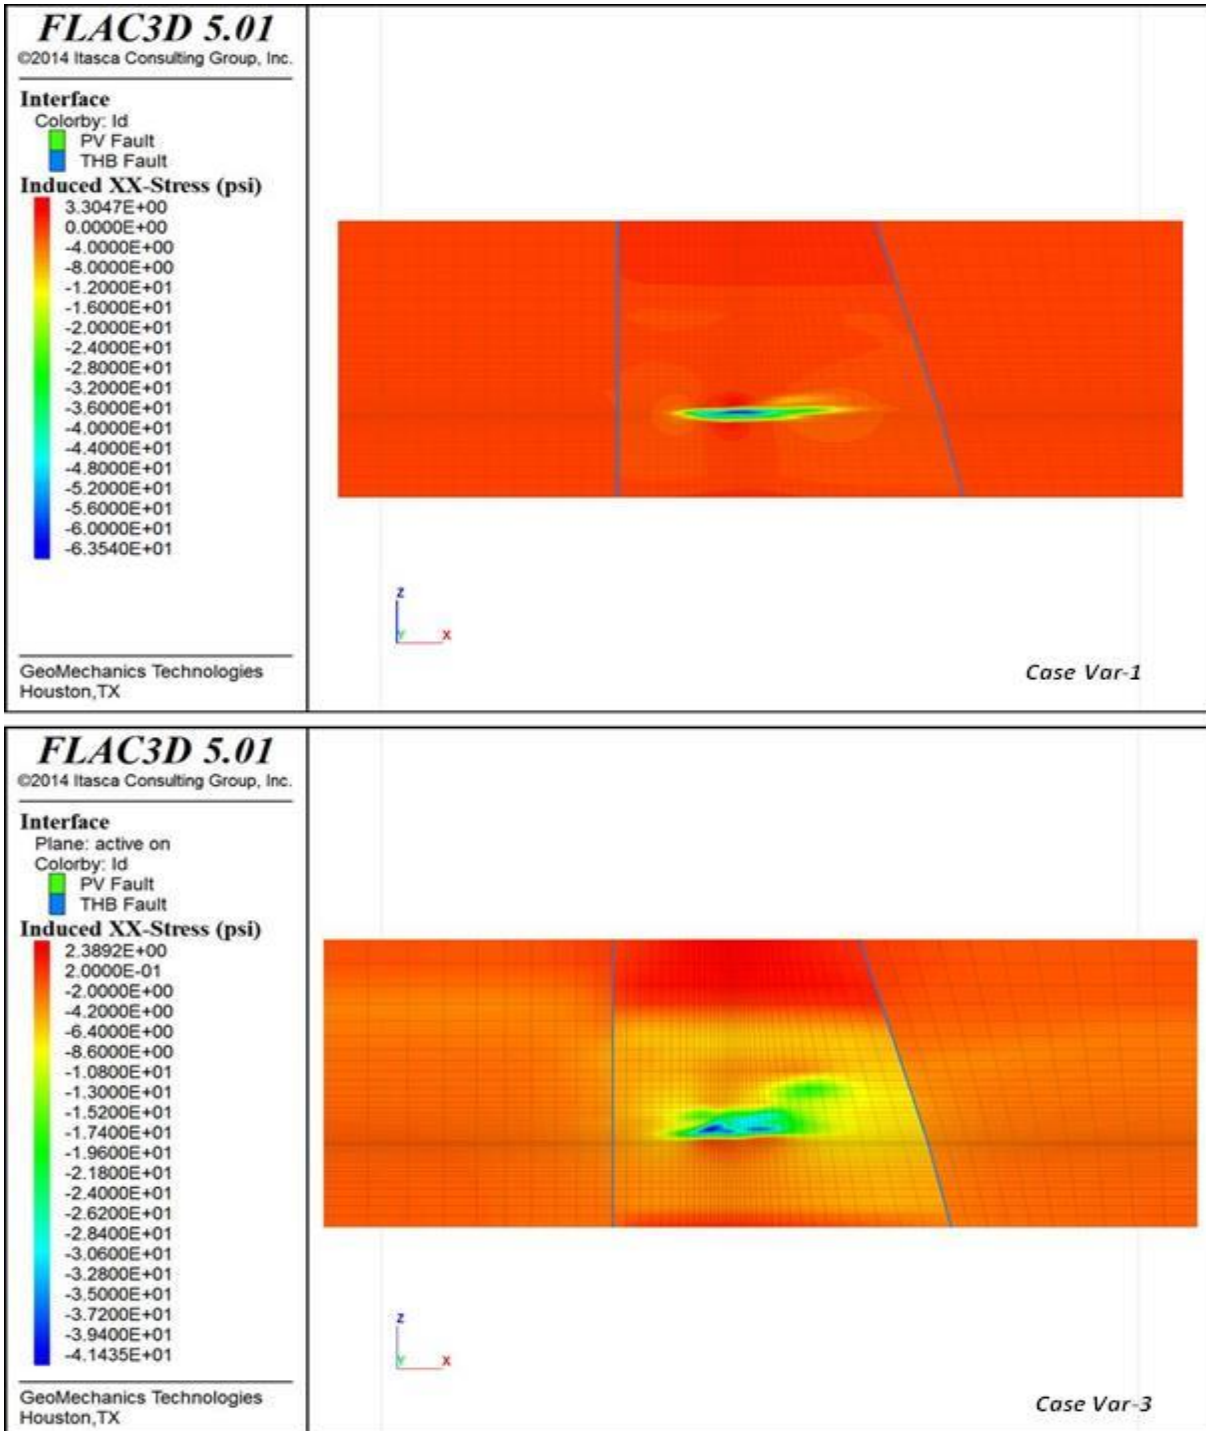 FLAC3D 5.01
©2014 Itasca Consulting Group, Inc.
Interface
Colorby: Id
PV Fault
THB Fault
Induced XX-Stress (psi)
3.3047E+00
0.0000E+00
-4.0000E+00
-8.0000E+00
-1.2000E+01
-1.6000E+01
-2.0000E+01
-2.4000E+01
-2.8000E+01
-3.2000E+01
-3.6000E+01
-4.0000E+01
-4.4000E+01
-4.8000E+01
-5.2000E+01
-5.6000E+01
-6.0000E+01
-6.3540E+01
Z
Y X
GeoMechanics Technologies
Houston,TX
Case Var-1
FLAC3D 5.01
©2014 Itasca Consulting Group, Inc.
Interface
Plane: active on
Colorby: Id
PV Fault
THB Fault
Induced XX-Stress (psi)
2.3892E+00
2.0000E-01
-2.0000E+00
-4.2000E+00
-6.4000E+00
-8.6000E+00
-1.0800E+01
-1.3000E+01
-1.5200E+01
-1.7400E+01
-1.9600E+01
-2.1800E+01
-2.4000E+01
-2.6200E+01
-2.8400E+01
-3.0600E+01
-3.2800E+01
-3.5000E+01
-3.7200E+01
-3.9400E+01
-4.1435E+01
Z
Y X
GeoMechanics Technologies
Houston,TX
Case Var-3